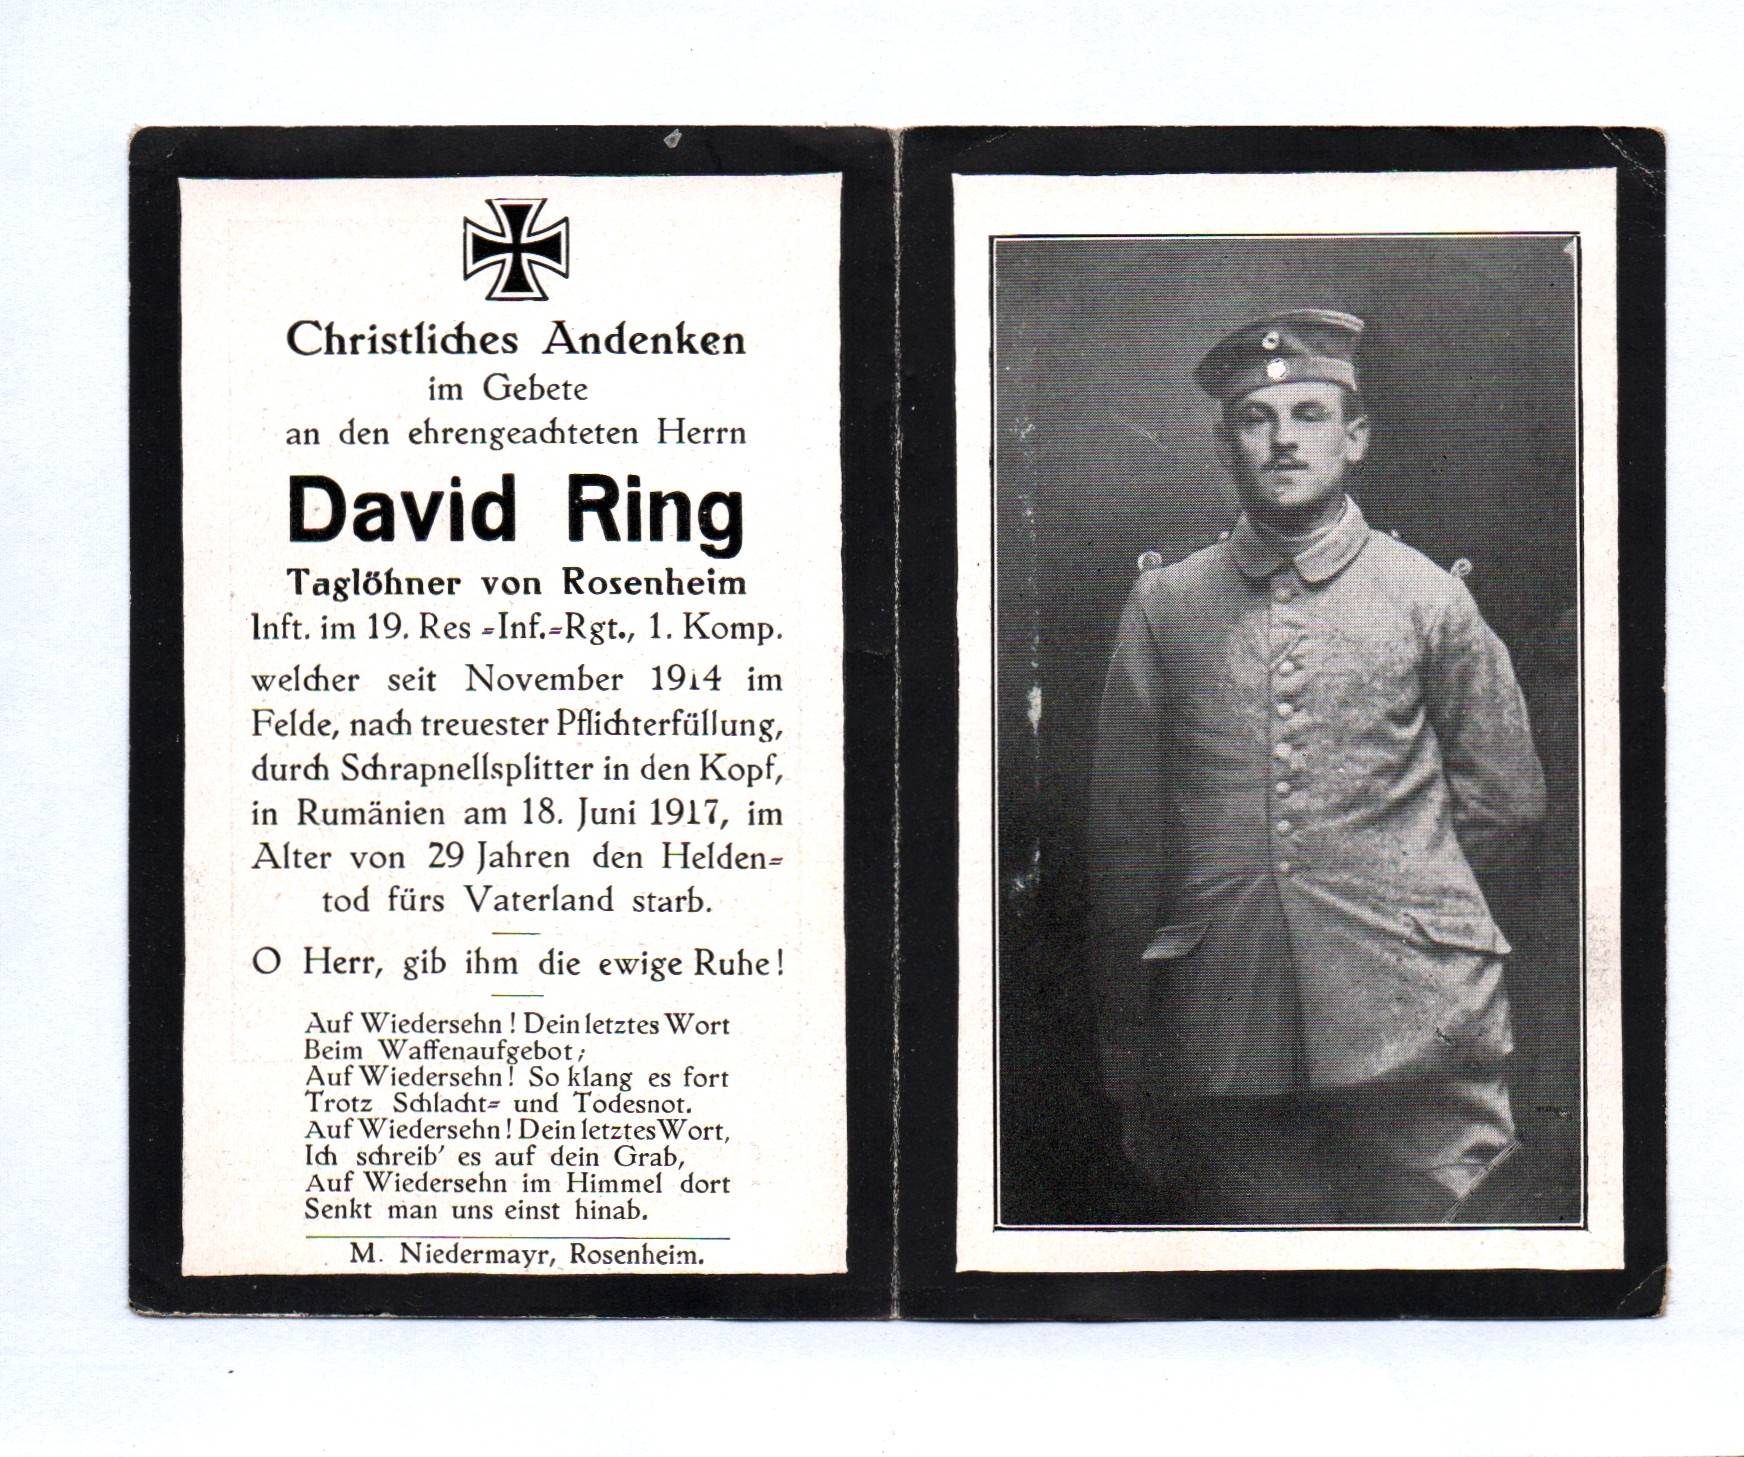 Christliches Andenken
im Gebete
an den ehrengeachteten Herrn
David Ring
Taglöhner von Rosenheim
Inft. im 19. Res -Inf.-Rgt., 1. Komp.
welcher seit November 1914 im
Felde, nach treuester Pflichterfüllung,
durch Schrapnellsplitter in den Kopf,
in Rumänien am 18. Juni 1917, im
Alter von 29 Jahren den Helden-
tod fürs Vaterland starb.
O Herr, gib ihm die ewige Ruhe!
Auf Wiedersehn! Dein letztes Wort
Beim Waffenaufgebot;
Auf Wiedersehn! So klang es fort
Trotz Schlacht- und Todesnot.
Auf Wiedersehn! Dein letztes Wort,
Ich schreib' es auf dein Grab,
Auf Wiedersehn im Himmel dort
Senkt man uns einst hinab.
M. Niedermayr, Rosenheim.